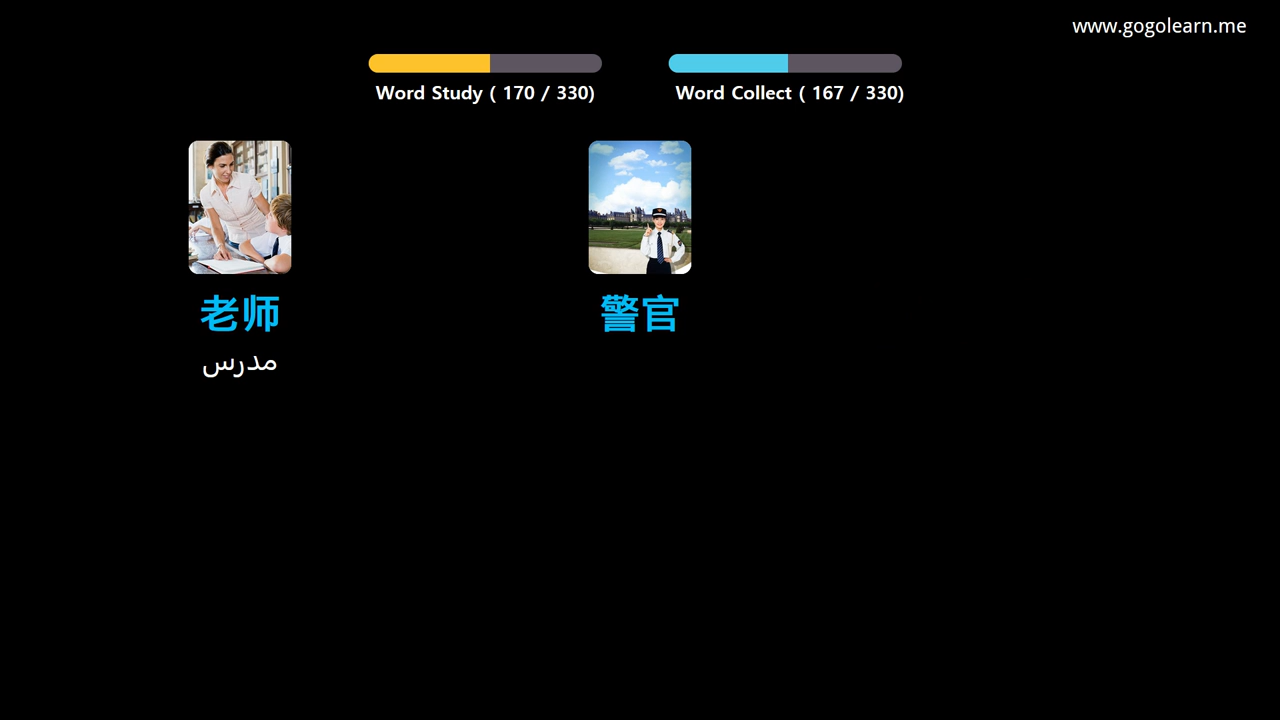 www.gogolearn.me
Word Study ( 170 / 330)
Word Collect ( 167 / 330)
老师
警官
مدرس